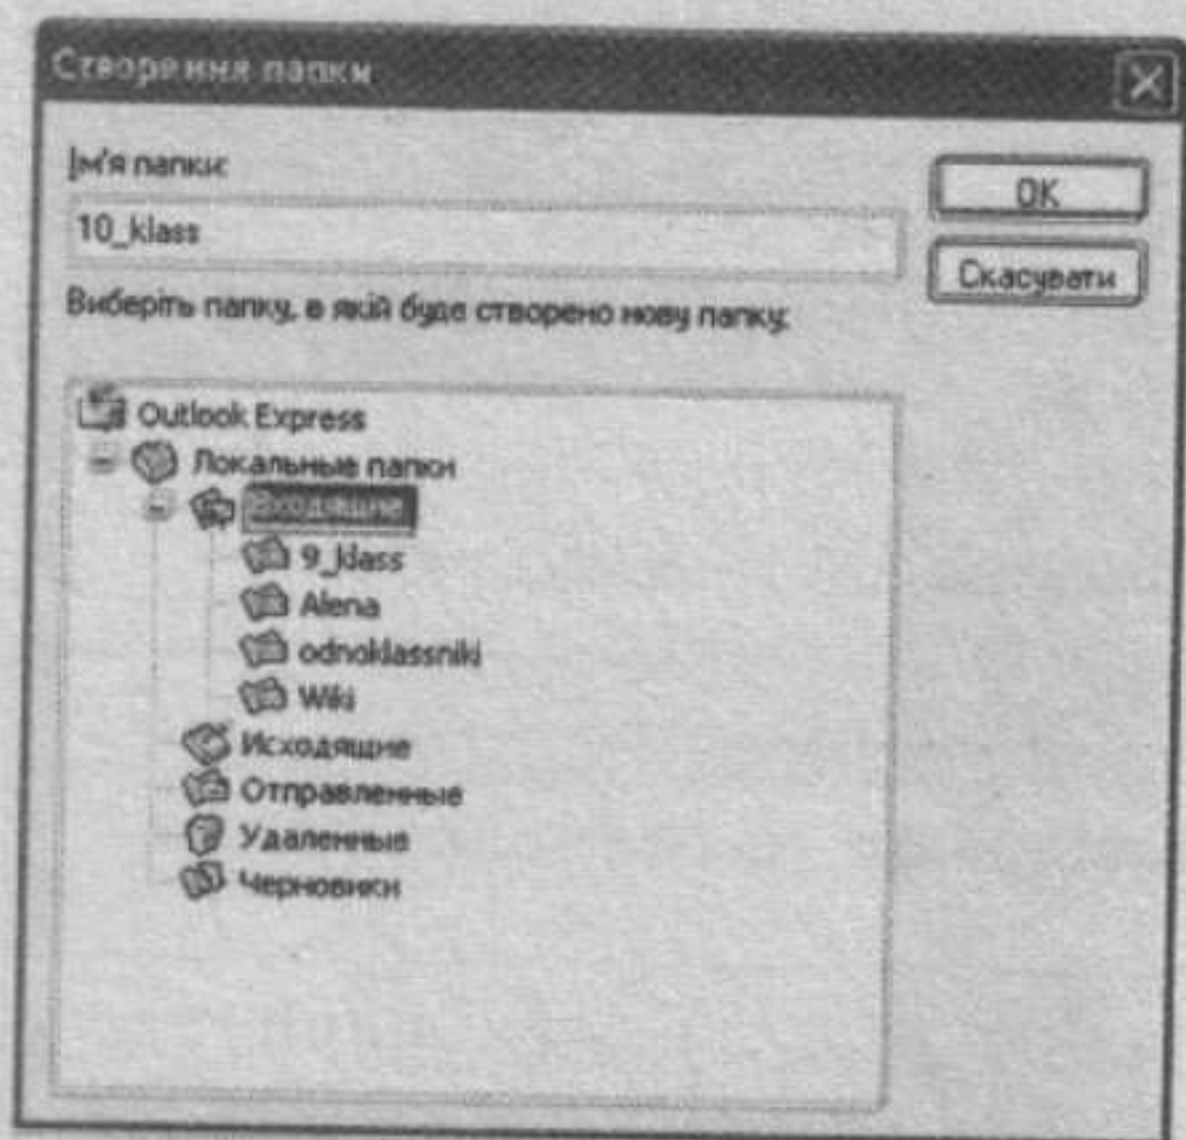 Створення папки
Ім'я папки:
10_klass
OK
Скасувати
Виберіть папку, в якій буде створено нову папку:
Outlook Express
Локальные папки
Входящие
9_klass
Alena
odnoklassniki
Wiki
Исходящие
Отправленные
Удаленные
Черновики